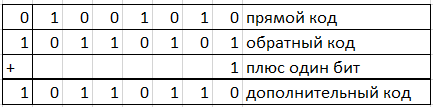 0 1 0 0 1 0 1 0 прямой код
1 0 1 1 0 1 0 1 обратный код
+ 1 плюс один бит
1 0 1 1 0 1 1 0 дополнительный код